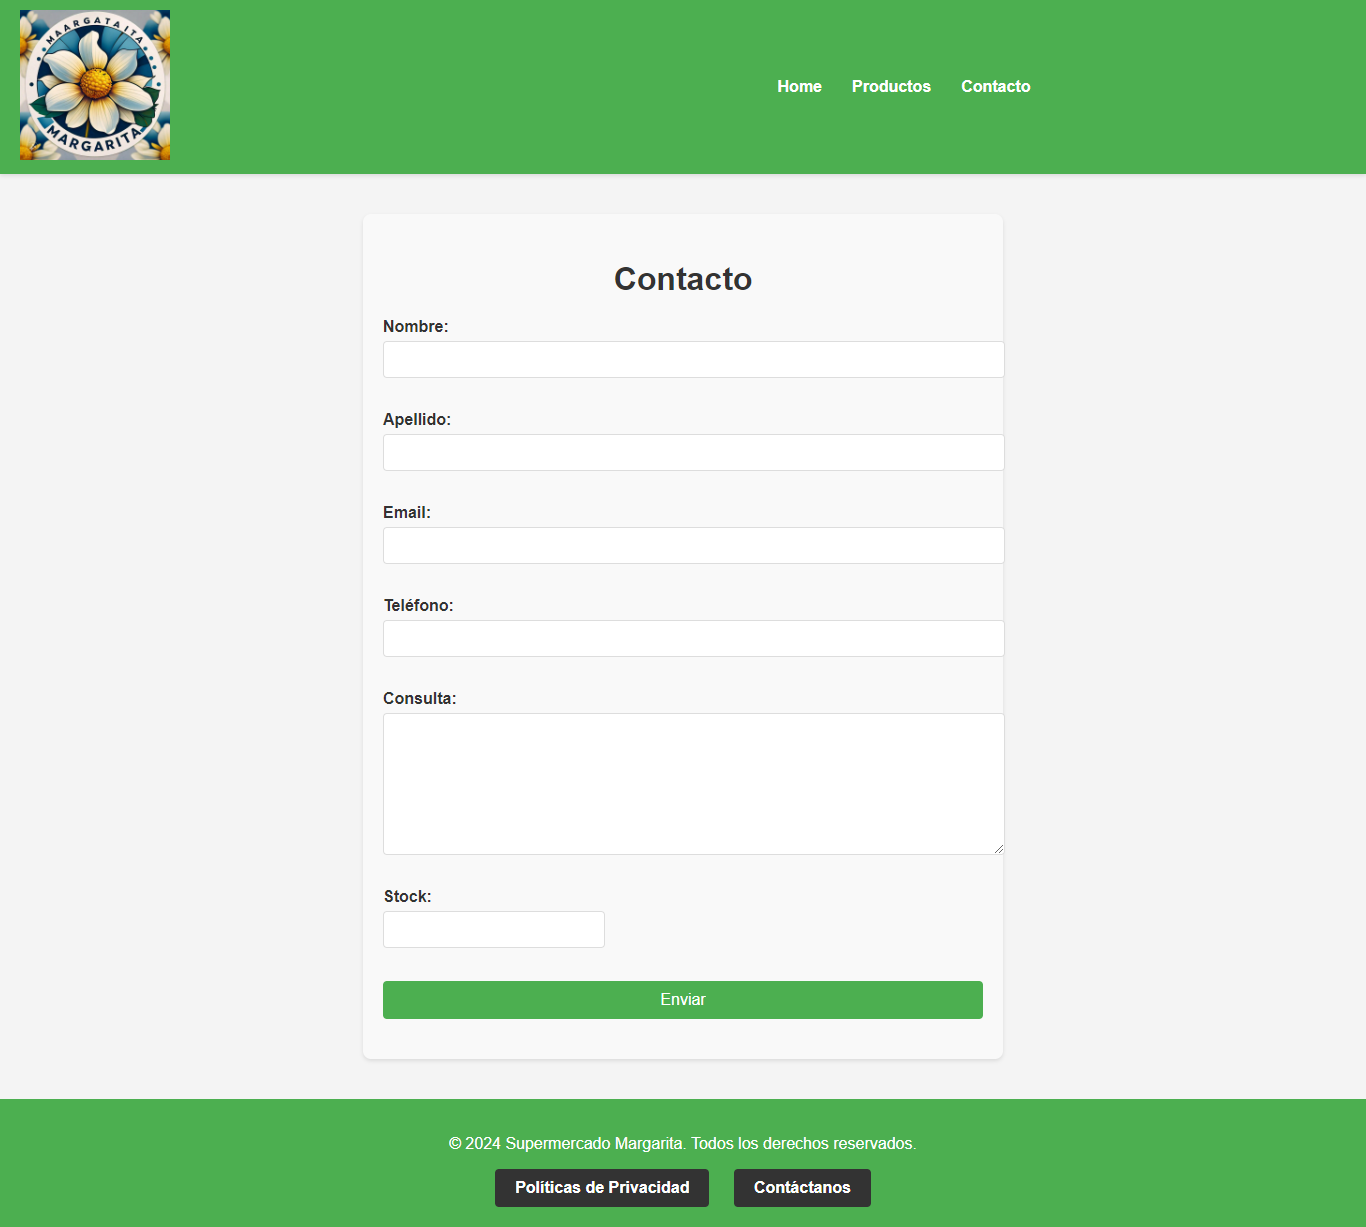 MAARGATAITA
MARGARITA
Home Productos Contacto
Contacto
Nombre:
Apellido:
Email:
Teléfono:
Consulta:
Stock:
Enviar
© 2024 Supermercado Margarita. Todos los derechos reservados.
Políticas de Privacidad Contáctanos